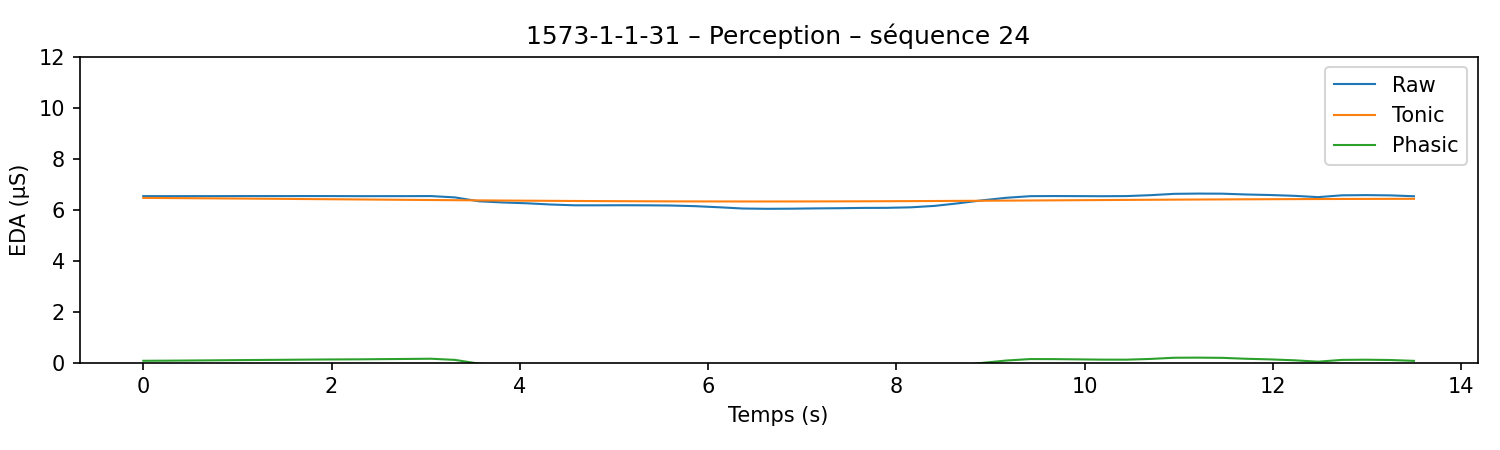 1573-1-1-31 – Perception – séquence 24
EDA (µS)
12
10
8
6
4
2
0
Raw
Tonic
Phasic
0 2 4 6 8 10 12 14
Temps (s)